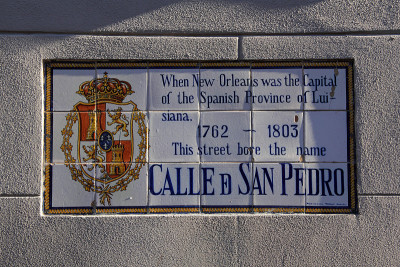 When New Orleans was the Capital
of the Spanish Province of Lui-
siana.
1762 - 1803
This street bore the name
CALLE D SAN PEDRO